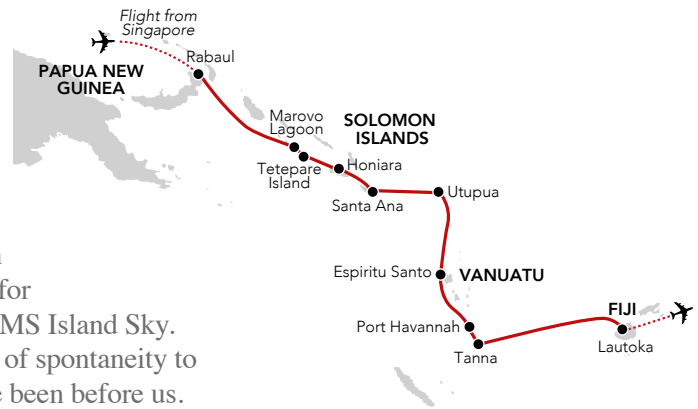 Flight from
Singapore
Rabaul
PAPUA NEW
GUINEA
Marovo
Lagoon
SOLOMON
ISLANDS
Tetepare
Island
Honiara
Santa Ana
Utupua
Espiritu Santo
VANUATU
Port Havannah
Tanna
FIJI
Lautoka
for
MS Island Sky.
of spontaneity to
been before us.